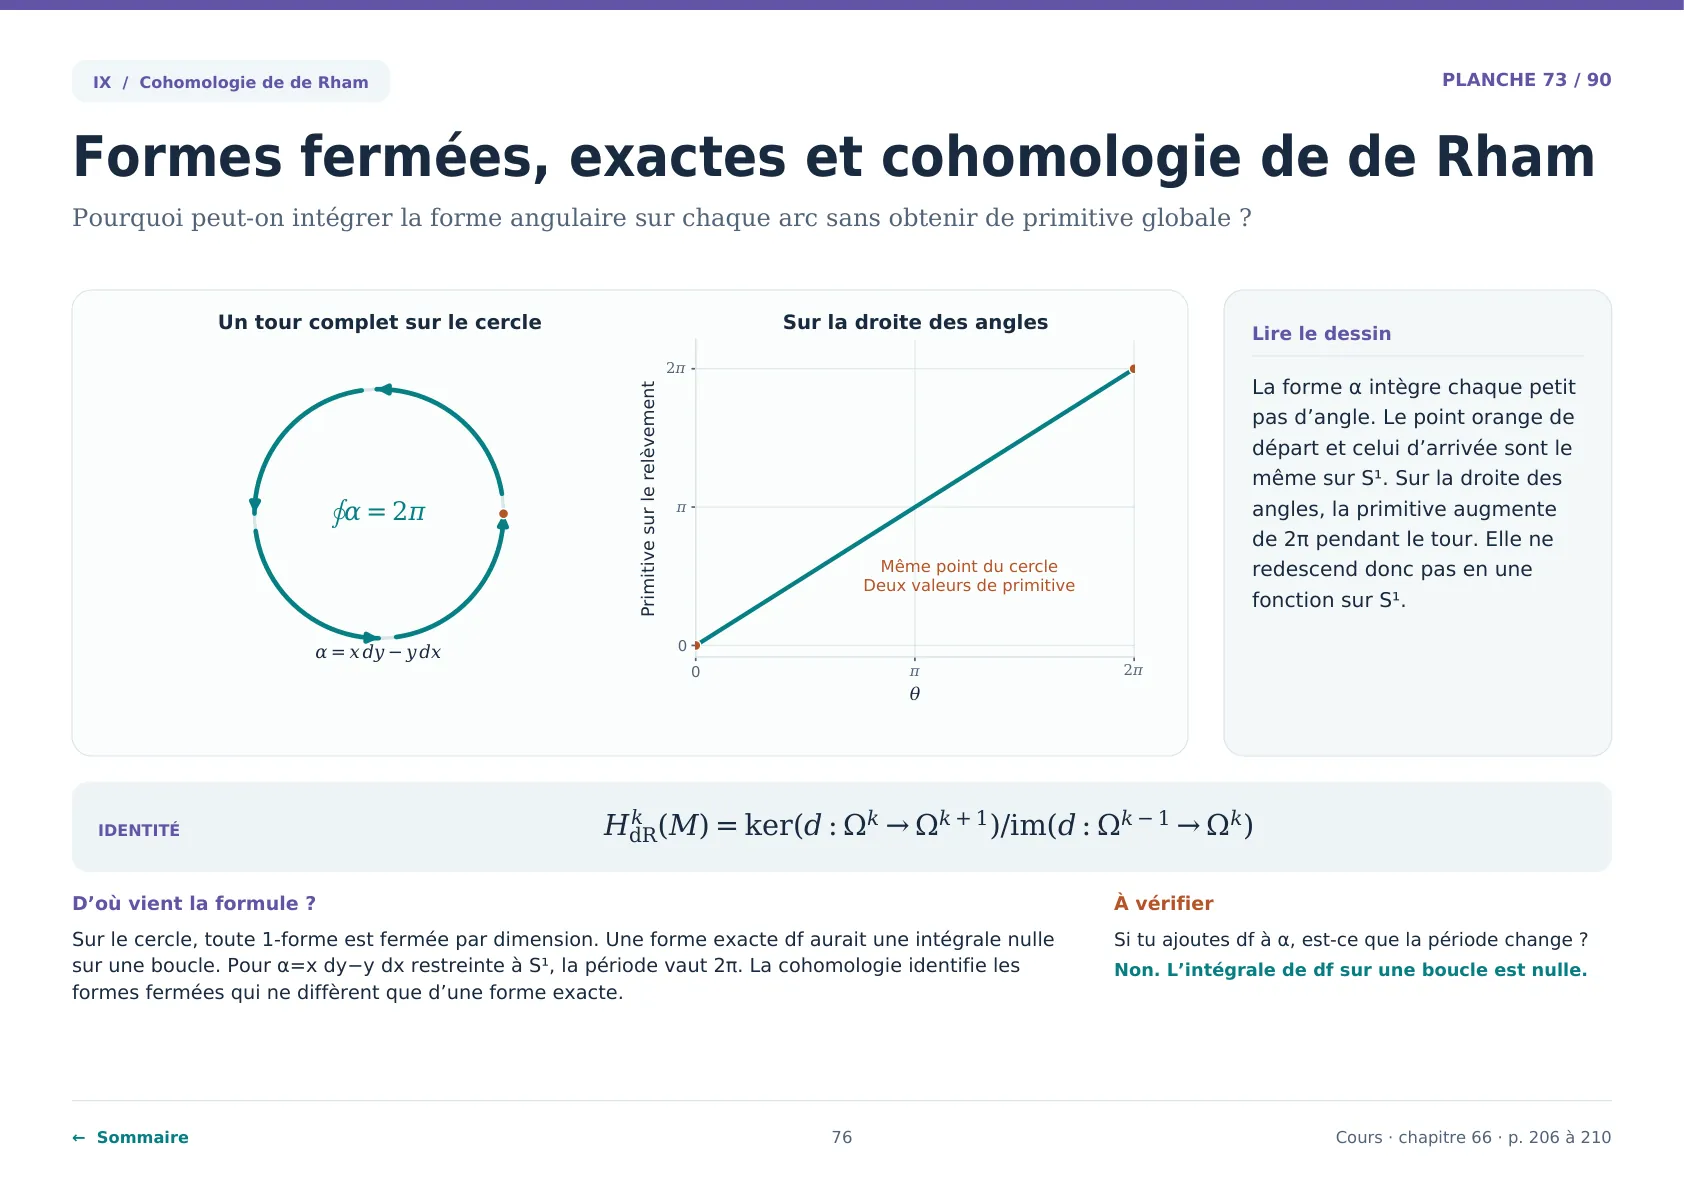 IX / Cohomologie de de Rham
PLANCHE 73 / 90
Formes fermées, exactes et cohomologie de de Rham
Pourquoi peut-on intégrer la forme angulaire sur chaque arc sans obtenir de primitive globale ?
Un tour complet sur le cercle
∮α = 2π
α = x dy − y dx
Sur la droite des angles
Primitive sur le relèvement
2π
π
0
Même point du cercle
Deux valeurs de primitive
0
π
2π
θ
Lire le dessin
La forme α intègre chaque petit
pas d’angle. Le point orange de
départ et celui d’arrivée sont le
même sur S¹. Sur la droite des
angles, la primitive augmente
de 2π pendant le tour. Elle ne
redescend donc pas en une
fonction sur S¹.
IDENTITÉ
H^k_dR(M) = ker(d : Ω^k → Ω^{k+1})/im(d : Ω^{k−1} → Ω^k)
D’où vient la formule ?
Sur le cercle, toute 1-forme est fermée par dimension. Une forme exacte df aurait une intégrale nulle
sur une boucle. Pour α=x dy−y dx restreinte à S¹, la période vaut 2π. La cohomologie identifie les
formes fermées qui ne diffèrent que d’une forme exacte.
À vérifier
Si tu ajoutes df à α, est-ce que la période change ?
Non. L’intégrale de df sur une boucle est nulle.
← Sommaire
76
Cours · chapitre 66 · p. 206 à 210